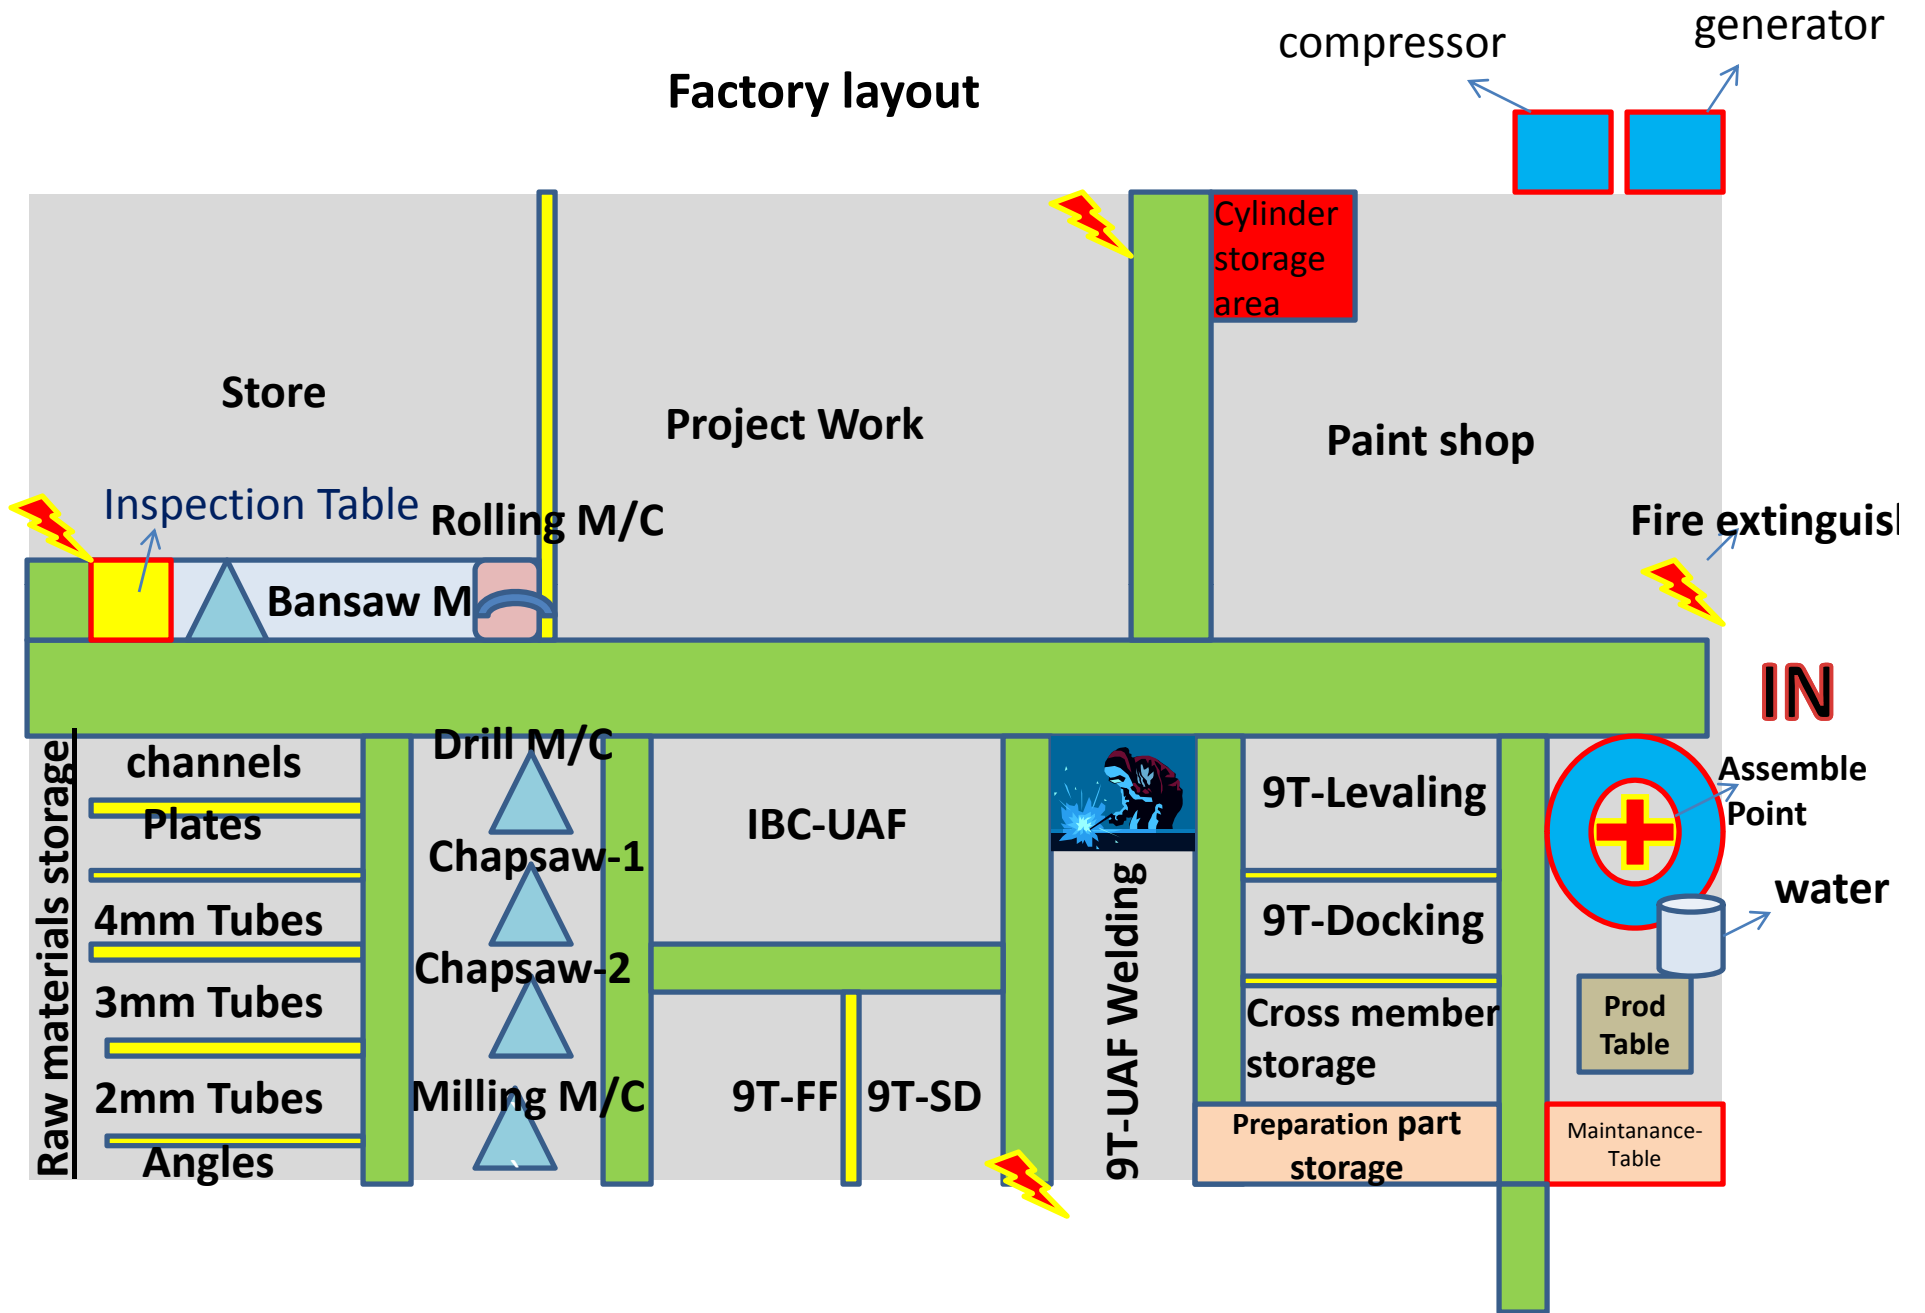 generator
compressor
Factory layout
Cylinder
storage
area
Store
Project Work
Paint shop
Inspection Table
Rolling M/C
Fire extinguis
Bansaw M
IN
Raw materials storage
channels
Plates
4mm Tubes
3mm Tubes
2mm Tubes
Angles
Drill M/C
Chapsaw-1
Chapsaw-2
Milling M/C
IBC-UAF
9T-FF
9T-SD
9T-UAF Welding
9T-Levaling
9T-Docking
Cross member
storage
Preparation part
storage
Assemble
Point
water
Prod
Table
Maintanance-
Table